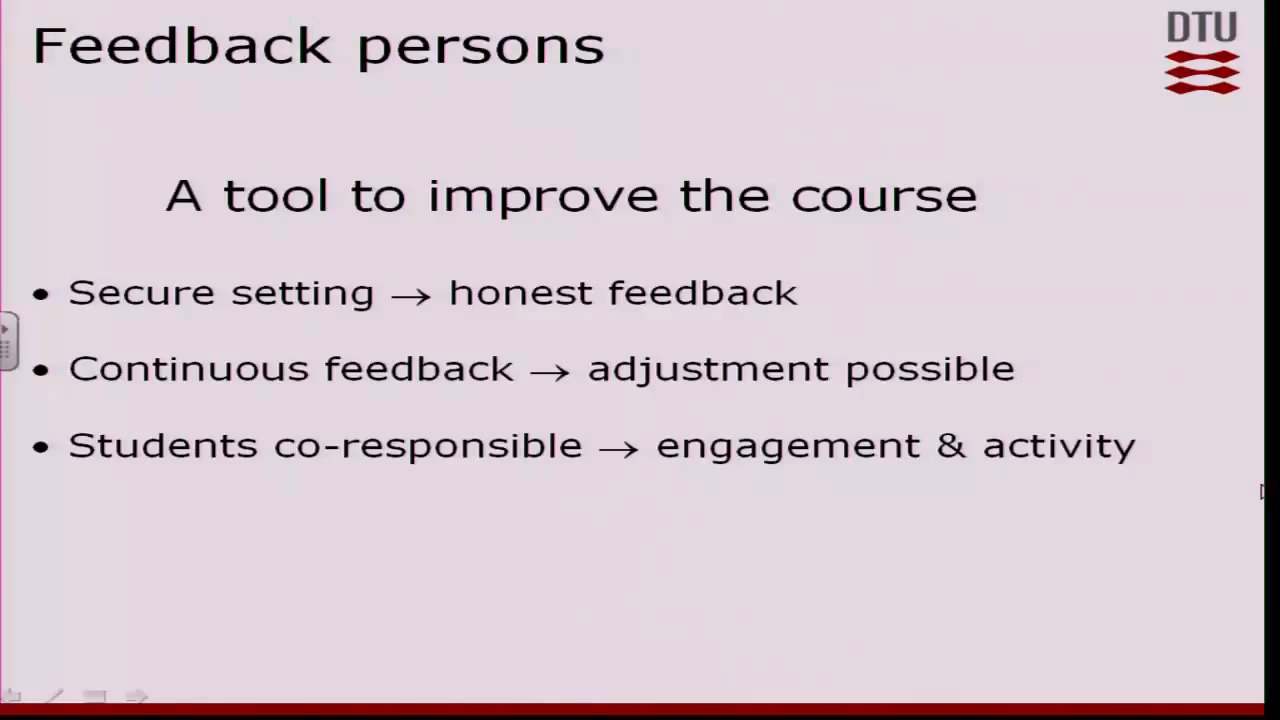 Feedback persons
DTU
A tool to improve the course
• Secure setting → honest feedback
• Continuous feedback → adjustment possible
• Students co-responsible → engagement & activity